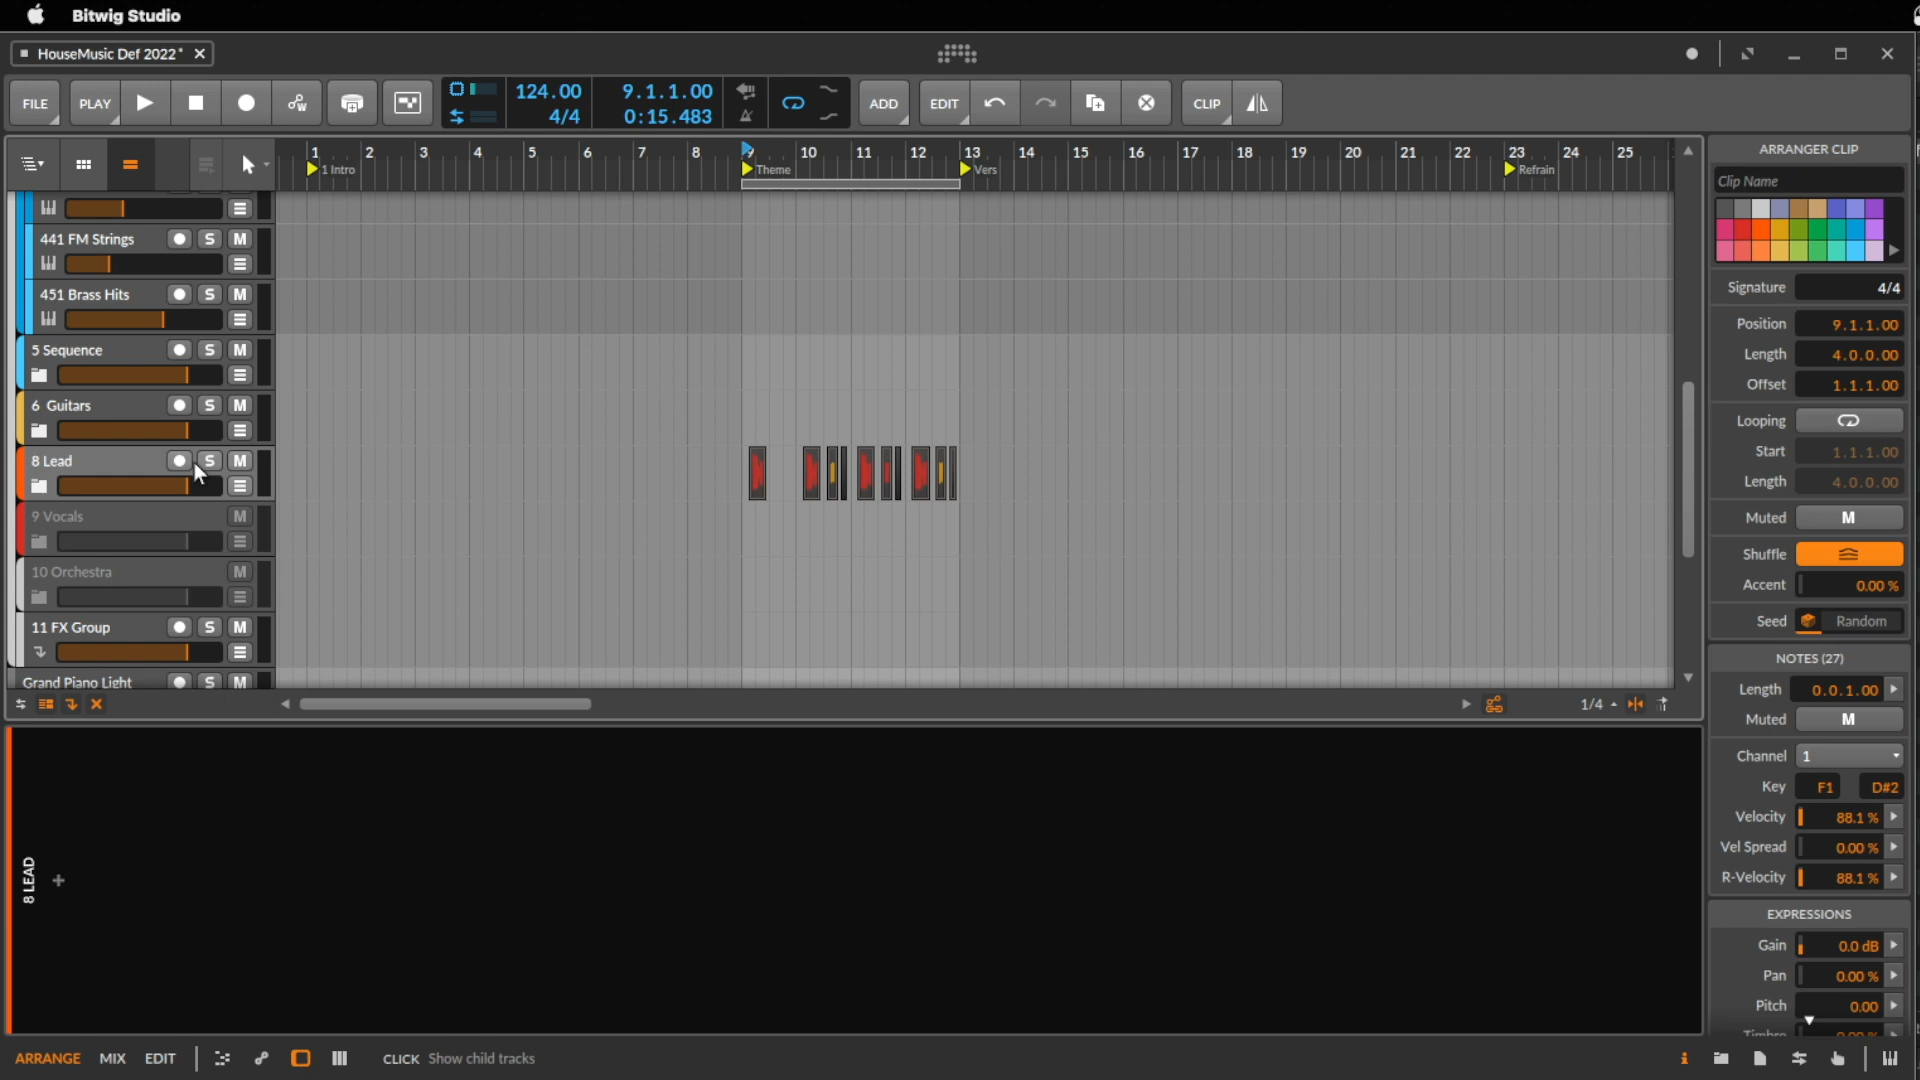 Bitwig Studio
HouseMusic Def 2022*
FILE PLAY 124.00 4/4 9.1.1.00 0:15.483 ADD EDIT CLIP
1 2 3 4 5 6 7 8 9 10 11 12 13 14 15 16 17 18 19 20 21 22 23 24 25
1 Intro Theme Vers Refrain
441 FM Strings S M
451 Brass Hits S M
5 Sequence S M
6 Guitars S M
8 Lead S M
9 Vocals M
10 Orchestra M
11 FX Group S M
Grand Piano Light S M
1/4
8 LEAD
ARRANGE MIX EDIT CLICK Show child tracks
ARRANGER CLIP
Clip Name
Signature 4/4
Position 9.1.1.00
Length 4.0.0.00
Offset 1.1.1.00
Looping
Start 1.1.1.00
Length 4.0.0.00
Muted M
Shuffle
Accent 0.00 %
Seed Random
NOTES (27)
Length 0.0.1.00
Muted M
Channel 1
Key F1 D#2
Velocity 88.1 %
Vel Spread 0.00 %
R-Velocity 88.1 %
EXPRESSIONS
Gain 0.0 dB
Pan 0.00 %
Pitch 0.00